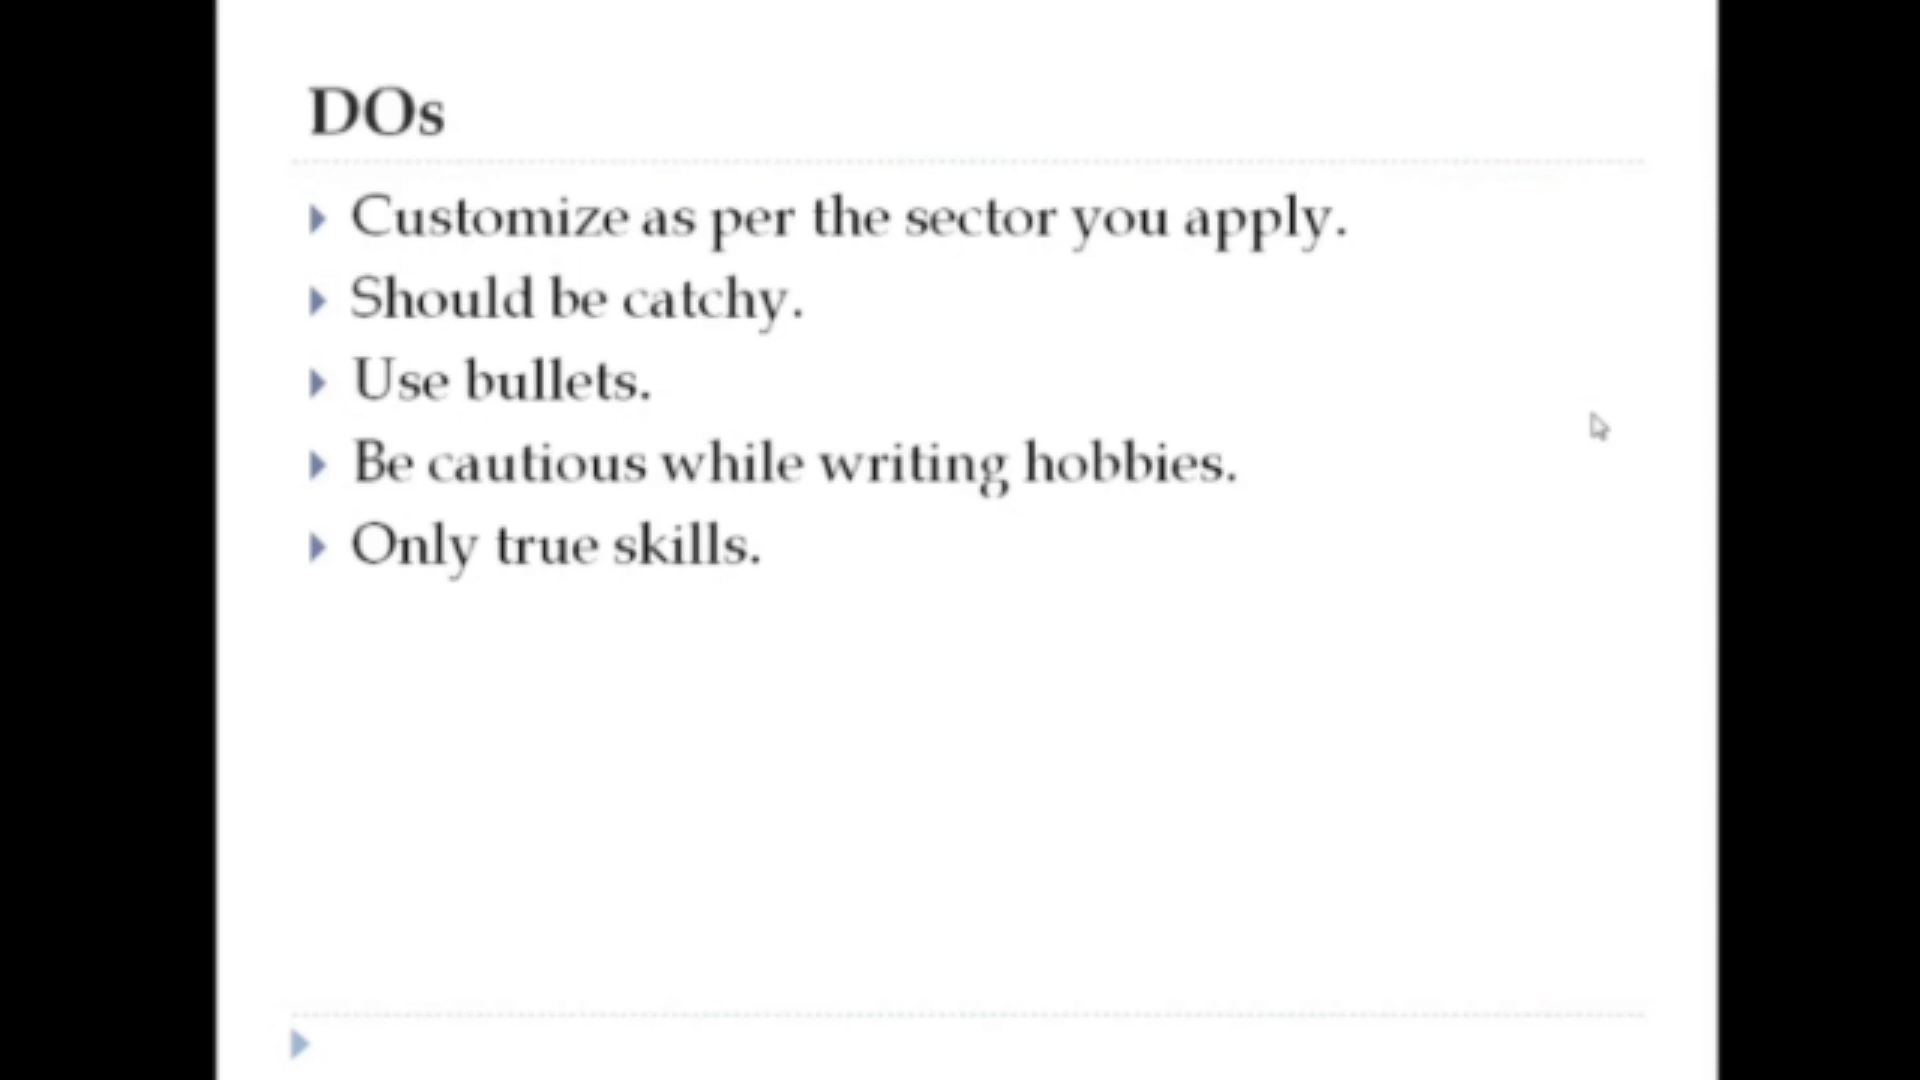 DOs
Customize as per the sector you apply.
Should be catchy.
Use bullets.
Be cautious while writing hobbies.
Only true skills.